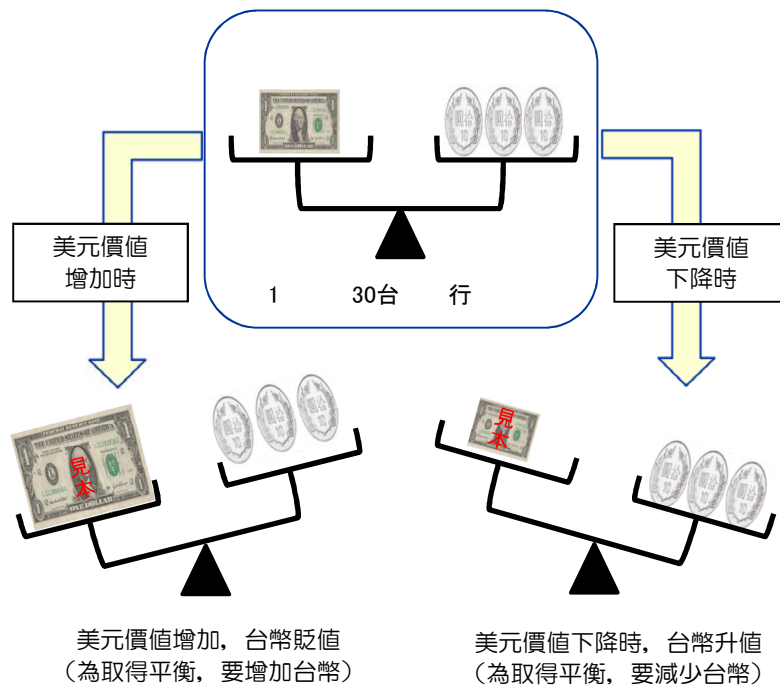 1 30台 行
美元價值
增加時
美元價值
下降時
見本
見本
美元價值增加，台幣貶值
（為取得平衡，要增加台幣）
美元價值下降時，台幣升值
（為取得平衡，要減少台幣）